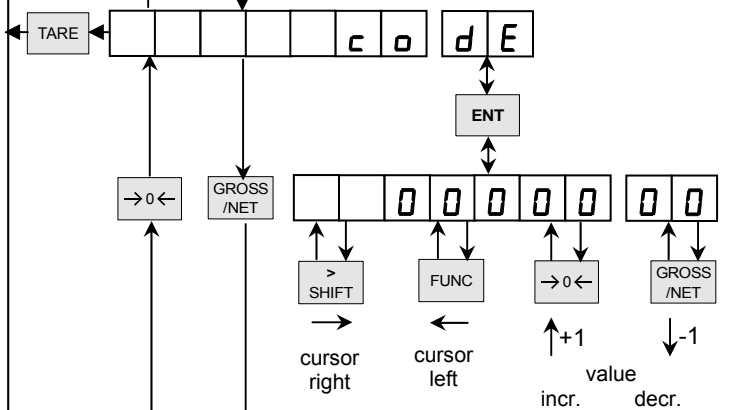 TARE
c o d E
ENT
→0←
GROSS
/NET
0 0 0 0 0 0 0
>
SHIFT
FUNC
→0←
GROSS
/NET
cursor
right
cursor
left
+1
-1
value
incr. decr.